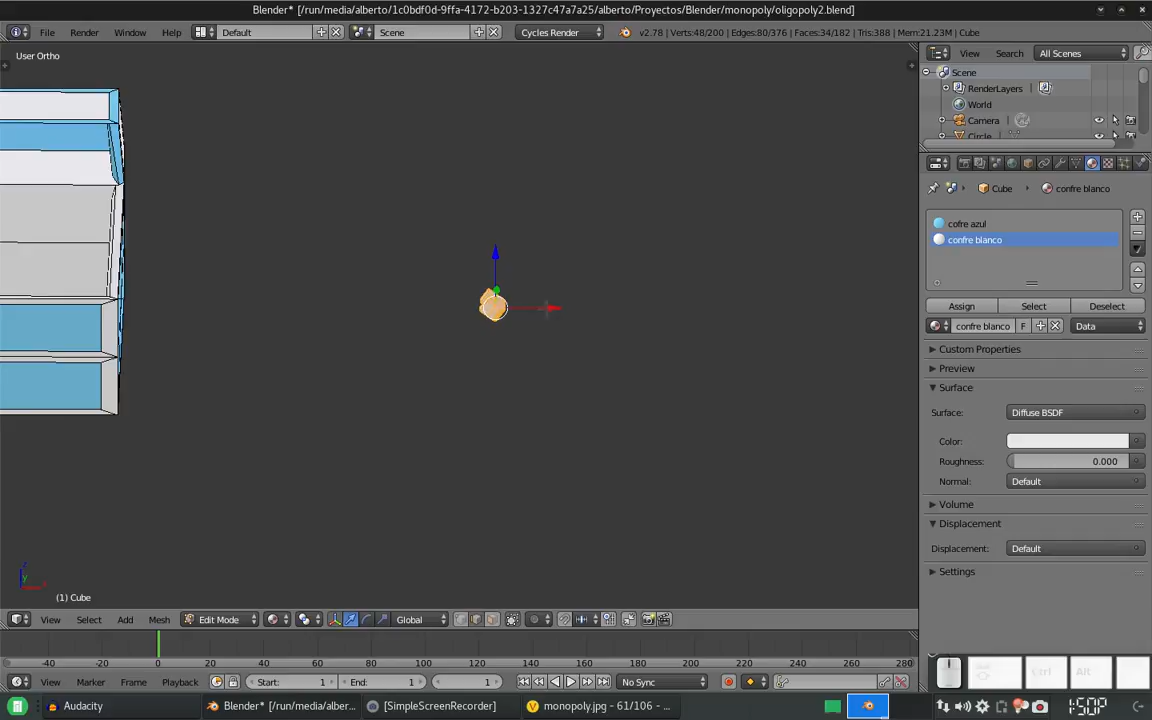 Blender* [/run/media/alberto/1c0bdf0d-9ffa-4172-b203-1327c47a7a25/alberto/Proyectos/Blender/monopoly/oligopoly2.blend]
File Render Window Help Default Scene Cycles Render v2.78 | Verts:48/200 | Edges:80/376 | Faces:34/182 | Tris:388 | Mem:21.23M | Cube
User Ortho
View Search All Scenes
Scene
RenderLayers
World
Camera
Circle
Cube confre blanco
cofre azul
confre blanco
Assign Select Deselect
confre blanco F Data
Custom Properties
Preview
Surface
Surface: Diffuse BSDF
Color:
Roughness: 0.000
Normal: Default
Volume
Displacement
Displacement: Default
Settings
(1) Cube
View Select Add Mesh Edit Mode Global
-40 -20 0 20 40 60 80 100 120 140 160 180 200 220 240 260 280
View Marker Frame Playback Start: 1 End: 1 1 No Sync
Ctrl Alt
Audacity Blender* [/run/media/alber... [SimpleScreenRecorder] monopoly.jpg - 61/106 - ... 1:50P